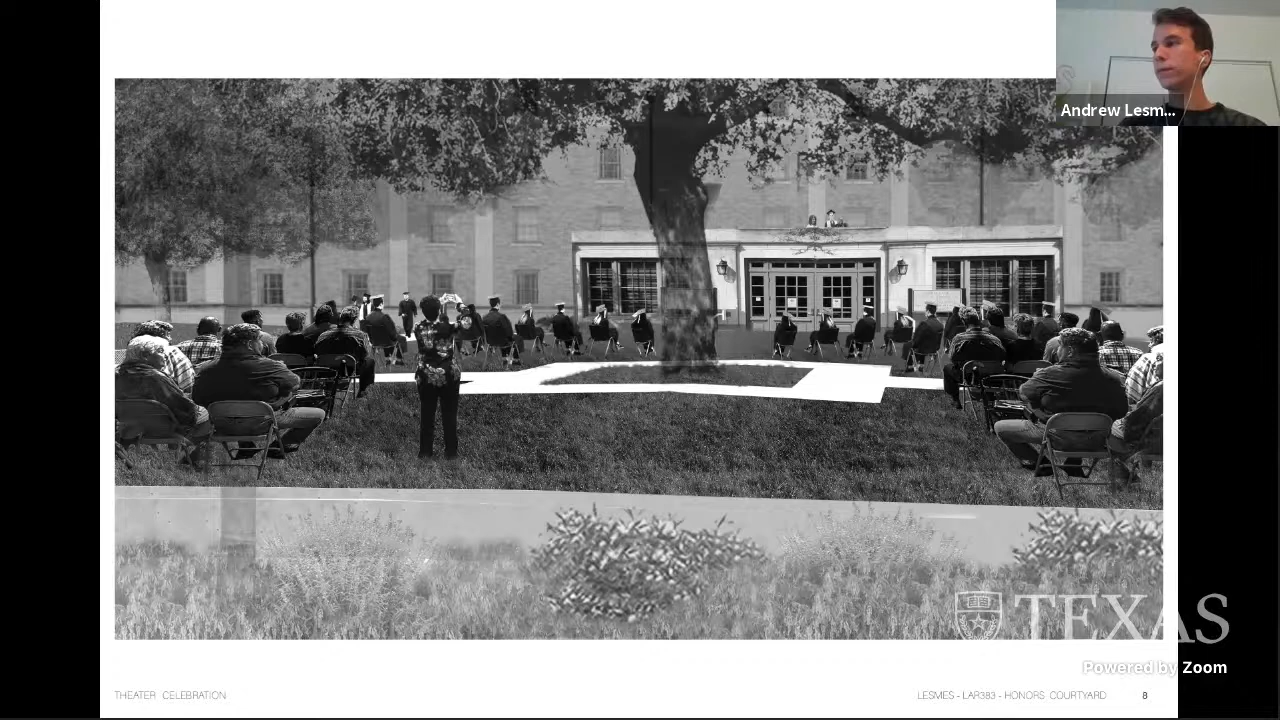 Andrew Lesm...
TEXAS
Powered by Zoom
THEATER CELEBRATION
LESMES - LAR383 - HONORS COURTYARD
8